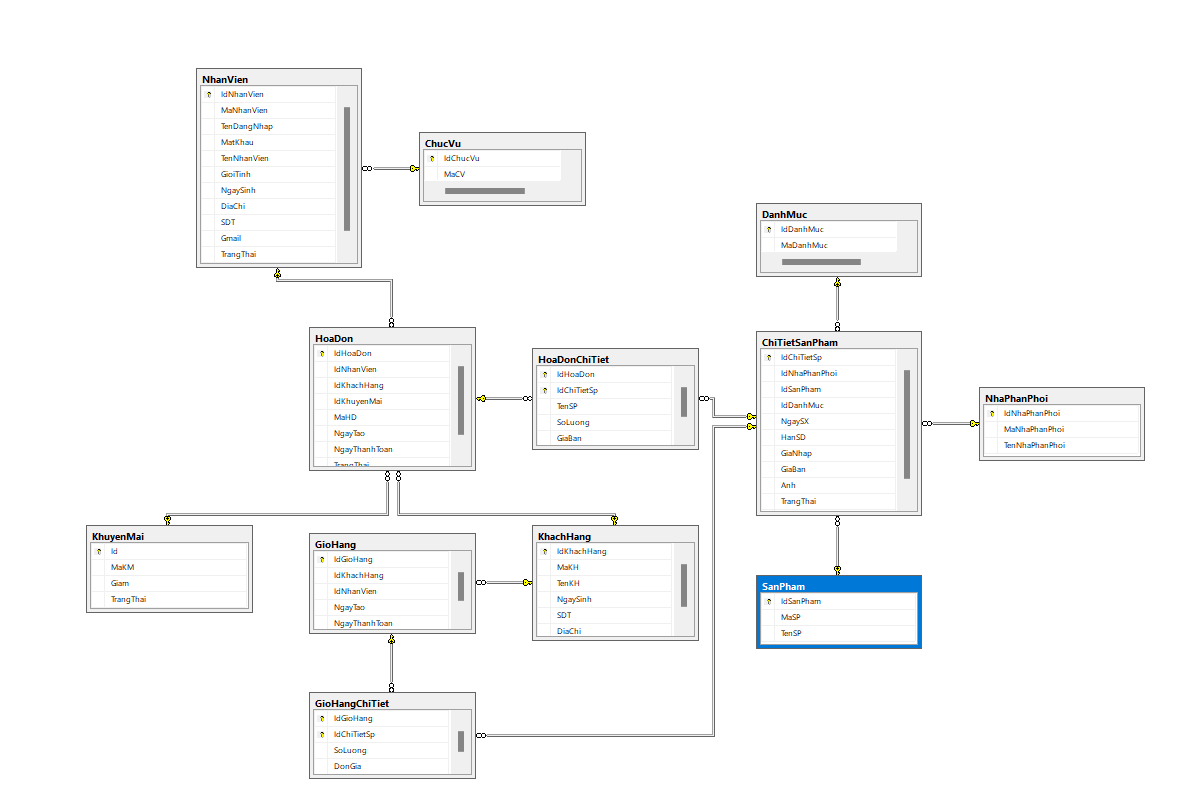 NhanVien
IdNhanVien
MaNhanVien
TenDangNhap
MatKhau
TenNhanVien
GioiTinh
NgaySinh
DiaChi
SDT
Gmail
TrangThai
ChucVu
IdChucVu
MaCV
DanhMuc
IdDanhMuc
MaDanhMuc
HoaDon
IdHoaDon
IdNhanVien
IdKhachHang
IdKhuyenMai
MaHD
NgayTao
NgayThanhToan
TrangThai
HoaDonChiTiet
IdHoaDon
IdChiTietSp
TenSP
SoLuong
GiaBan
ChiTietSanPham
IdChiTietSp
IdNhaPhanPhoi
IdSanPham
IdDanhMuc
NgaySX
HanSD
GiaNhap
GiaBan
Anh
TrangThai
NhaPhanPhoi
IdNhaPhanPhoi
MaNhaPhanPhoi
TenNhaPhanPhoi
KhuyenMai
Id
MaKM
Giam
TrangThai
GioHang
IdGioHang
IdKhachHang
IdNhanVien
NgayTao
NgayThanhToan
KhachHang
IdKhachHang
MaKH
TenKH
NgaySinh
SDT
DiaChi
SanPham
IdSanPham
MaSP
TenSP
GioHangChiTiet
IdGioHang
IdChiTietSp
SoLuong
DonGia